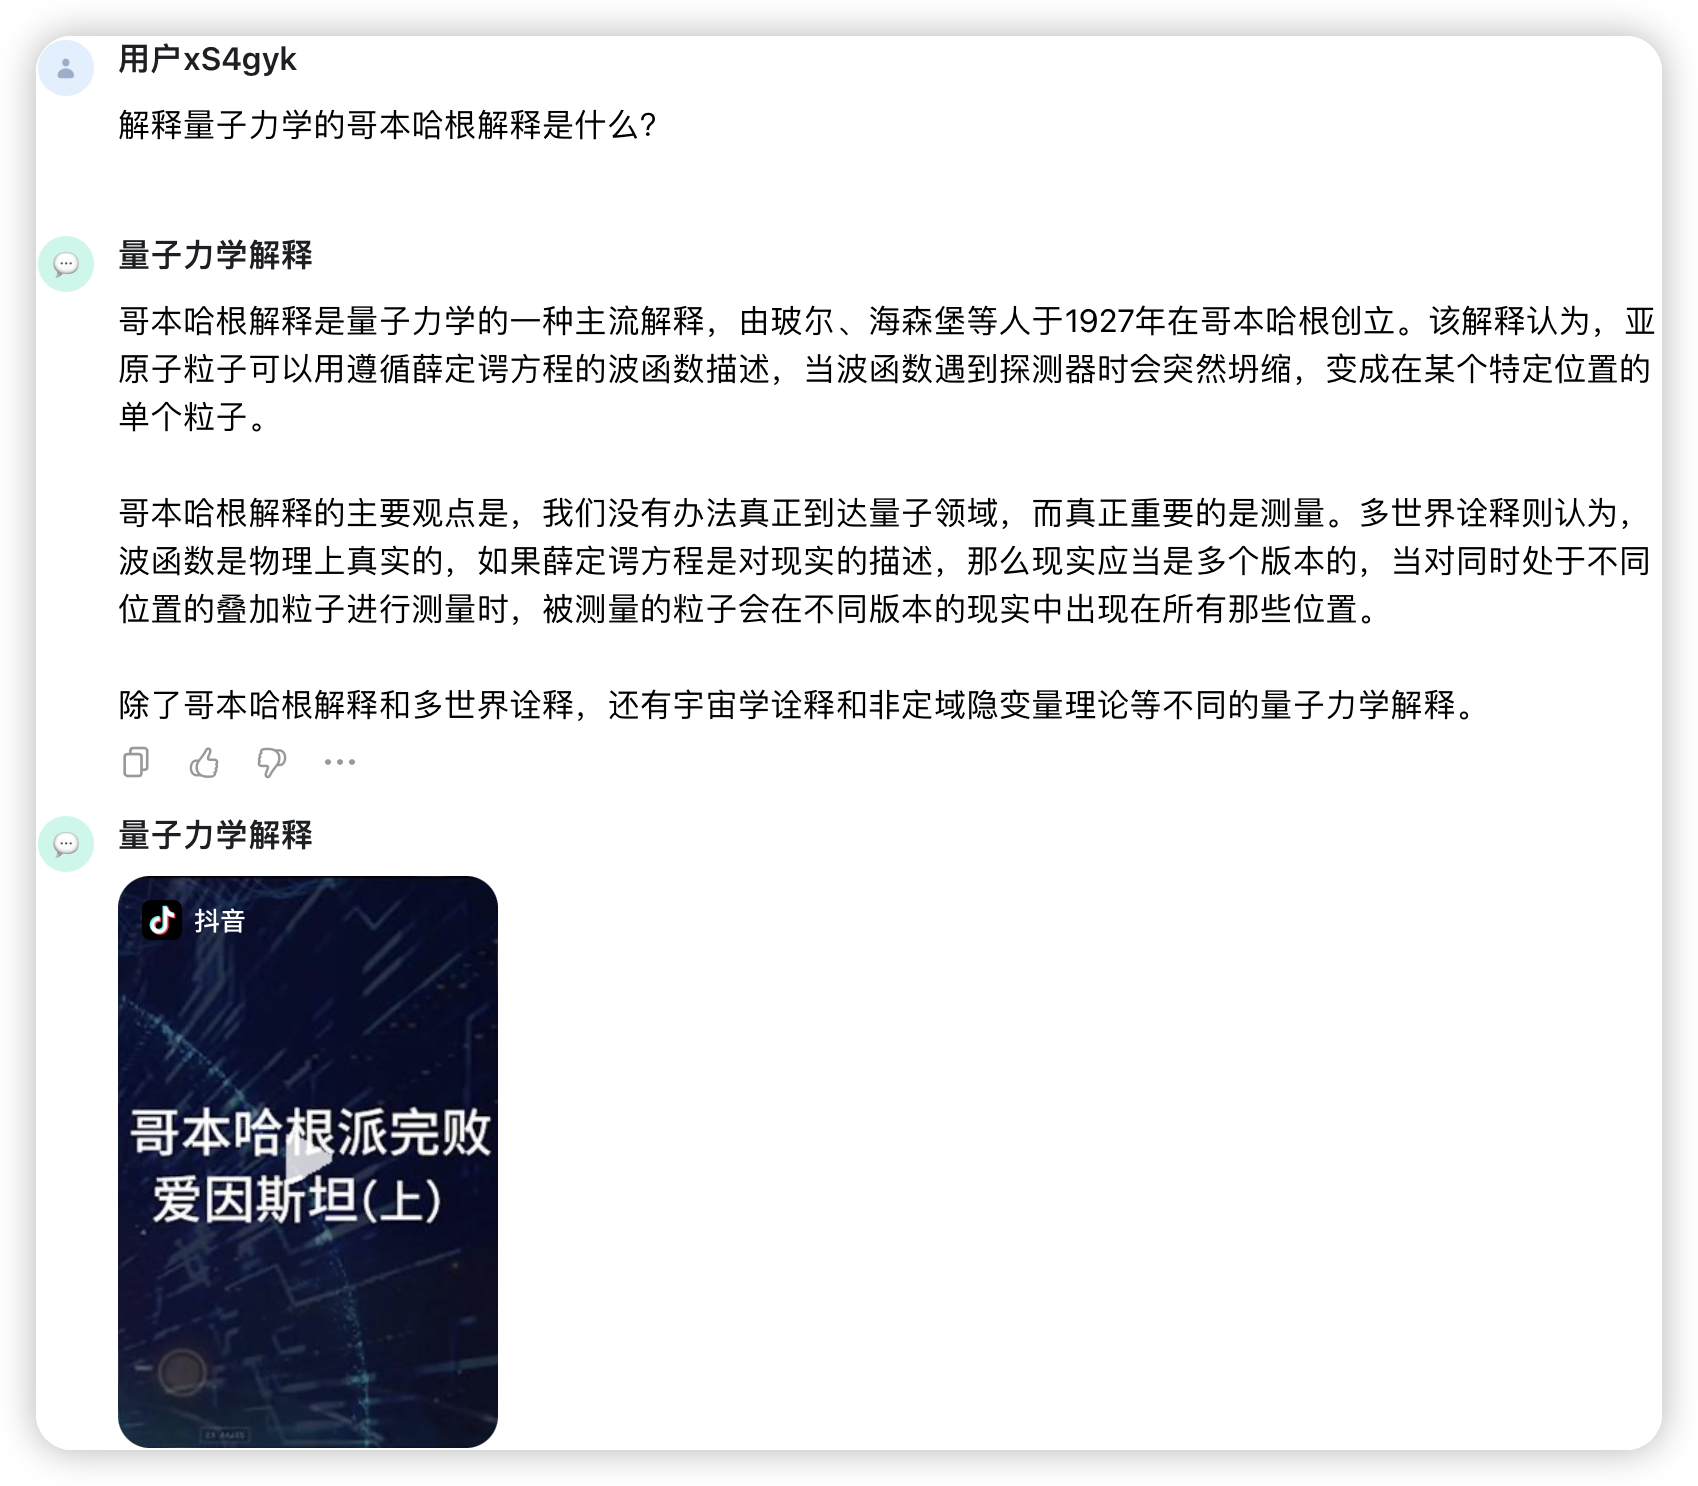 用户xS4gyk
解释量子力学的哥本哈根解释是什么?
量子力学解释
哥本哈根解释是量子力学的一种主流解释，由玻尔、海森堡等人于1927年在哥本哈根创立。该解释认为，亚
原子粒子可以用遵循薛定谔方程的波函数描述，当波函数遇到探测器时会突然坍缩，变成在某个特定位置的
单个粒子。
哥本哈根解释的主要观点是，我们没有办法真正到达量子领域，而真正重要的是测量。多世界诠释则认为，
波函数是物理上真实的，如果薛定谔方程是对现实的描述，那么现实应当是多个版本的，当对同时处于不同
位置的叠加粒子进行测量时，被测量的粒子会在不同版本的现实中出现在所有那些位置。
除了哥本哈根解释和多世界诠释，还有宇宙学诠释和非定域隐变量理论等不同的量子力学解释。
量子力学解释
抖音
哥本哈根派完败
爱因斯坦(上)